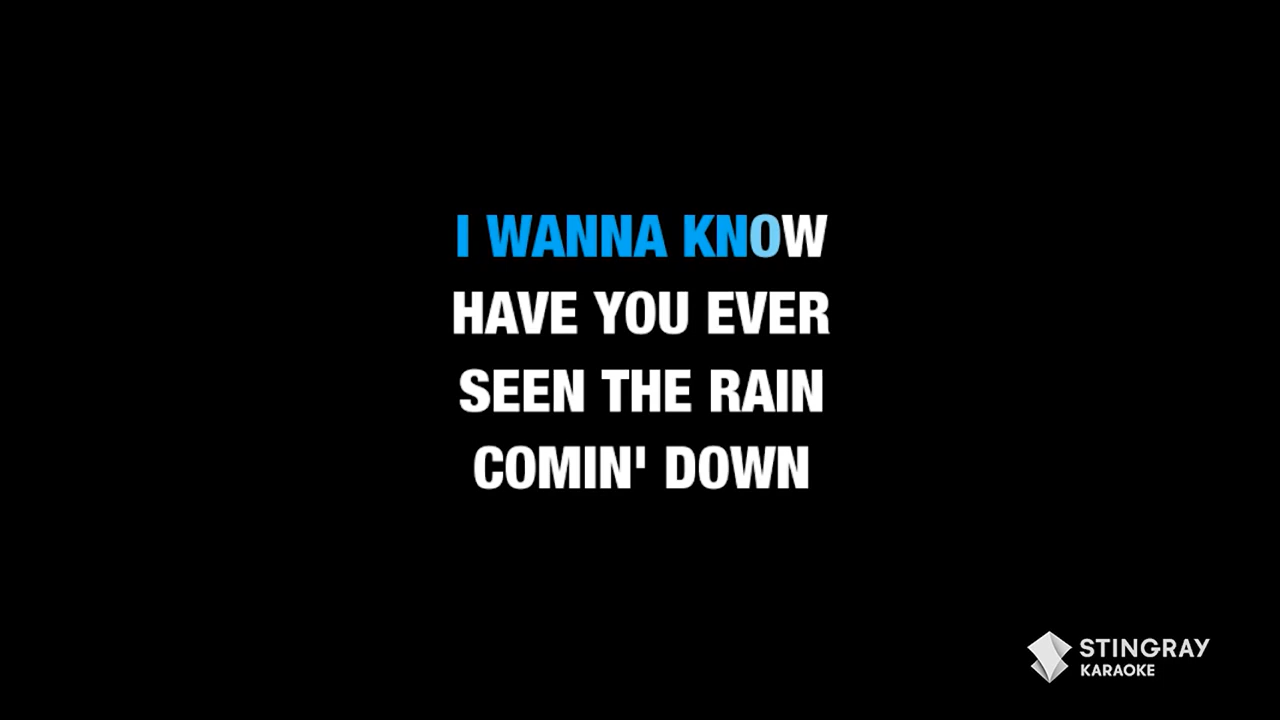 I WANNA KNOW
HAVE YOU EVER
SEEN THE RAIN
COMIN' DOWN
STINGRAY
KARAOKE